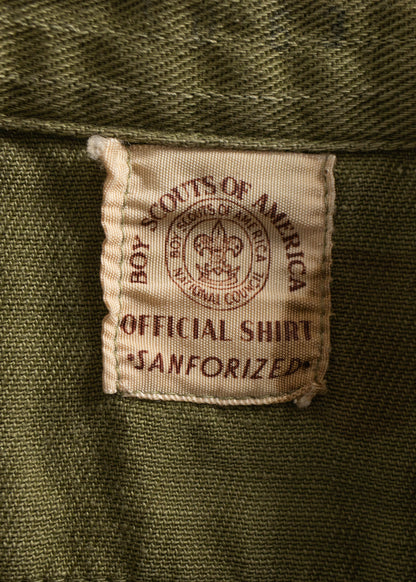 BOY SCOUTS OF AMERICA
BOY SCOUTS OF AMERICA
NATIONAL COUNCIL
OFFICIAL SHIRT
•SANFORIZED•